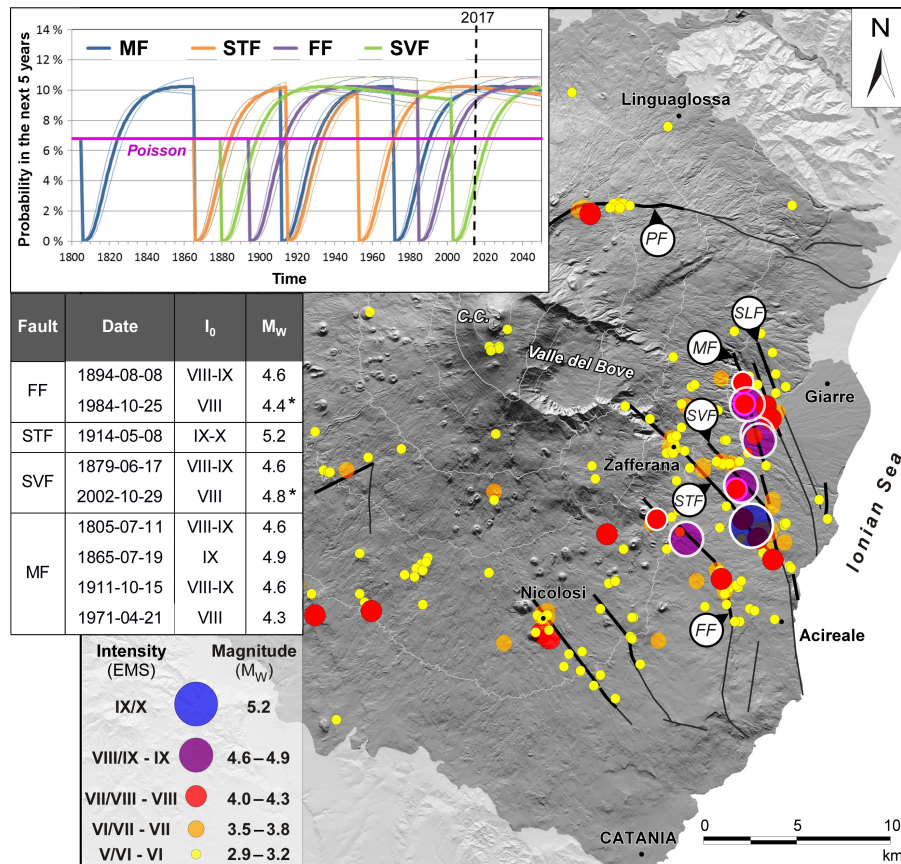 Probability in the next 5 years
14 %
12 %
10 %
8 %
6 %
4 %
2 %
0 %
MF STF FF SVF
2017
Poisson
1800 1820 1840 1860 1880 1900 1920 1940 1960 1980 2000 2020 2040
Time
N
Linguaglossa
PF
C.C.
Valle del Bove
SLF
MF
Giarre
SVF
Zafferana
STF
Ionian Sea
Nicolosi
FF
Acireale
CATANIA
0 5 10
km
Fault Date I0 MW
FF
1894-08-08 VIII-IX 4.6
1984-10-25 VIII 4.4*
STF 1914-05-08 IX-X 5.2
SVF
1879-06-17 VIII-IX 4.6
2002-10-29 VIII 4.8*
MF
1805-07-11 VIII-IX 4.6
1865-07-19 IX 4.9
1911-10-15 VIII-IX 4.6
1971-04-21 VIII 4.3
Intensity Magnitude
(EMS) (MW)
IX/X 5.2
VIII/IX - IX 4.6–4.9
VII/VIII - VIII 4.0–4.3
VI/VII - VII 3.5–3.8
V/VI - VI 2.9–3.2